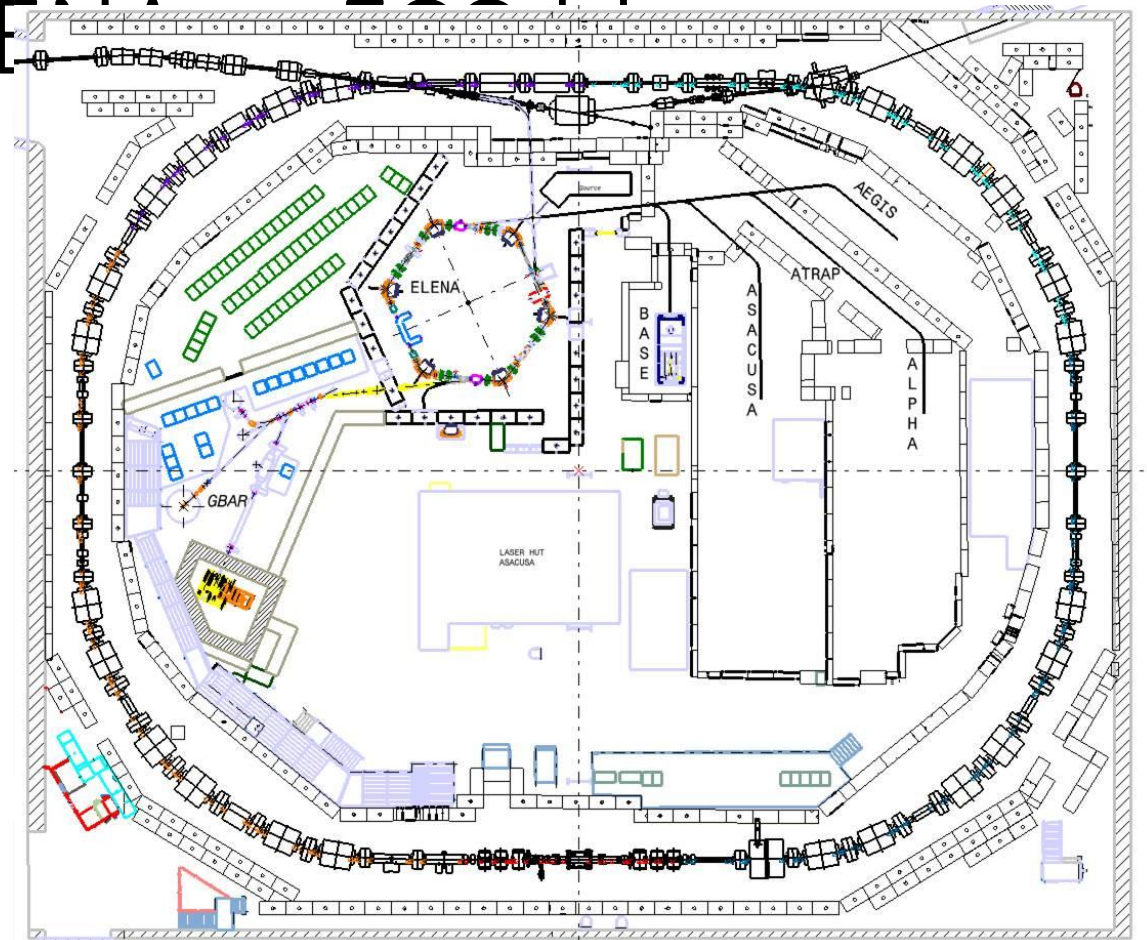 Source
AEGIS
ATRAP
ELENA
BASE
ASACUSA
ALPHA
GBAR
LASER HUT
ASACUSA